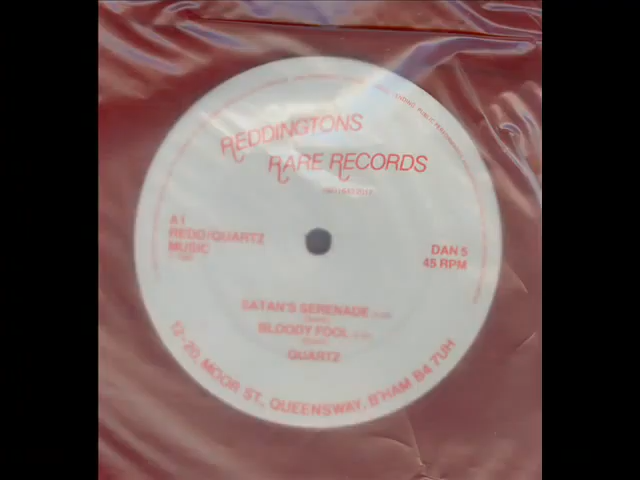 REDDINGTONS
RARE RECORDS
A1
REDD/QUARTZ
MUSIC
DAN 5
45 RPM
SATAN'S SERENADE
BLOODY FOOL
QUARTZ
12-20, MOOR ST., QUEENSWAY, B'HAM B4 7UH